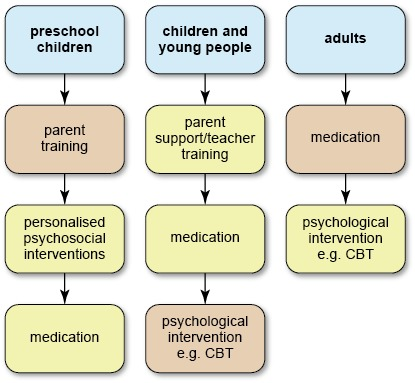 preschool
children
parent
training
personalised
psychosocial
interventions
medication
children and
young people
parent
support/teacher
training
medication
psychological
intervention
e.g. CBT
adults
medication
psychological
intervention
e.g. CBT